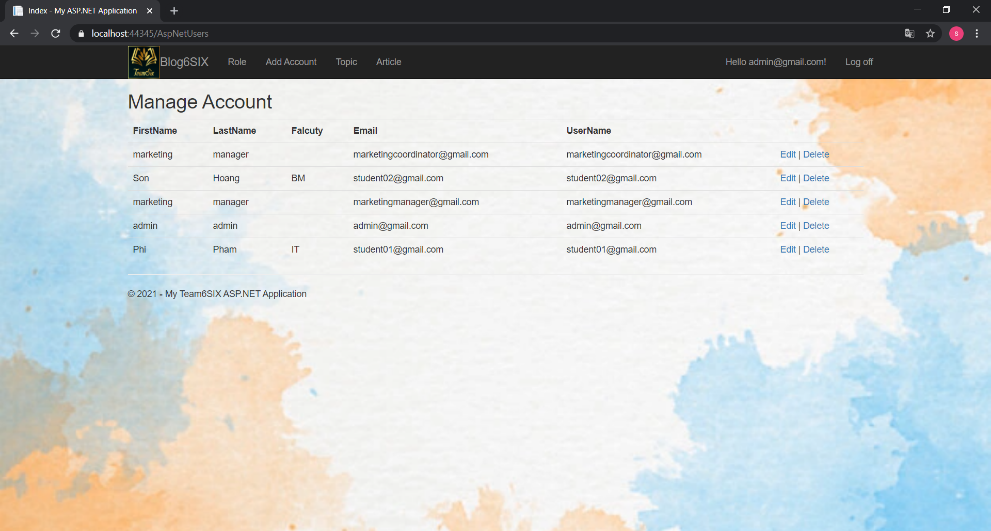 Index - My ASP.NET Application
localhost:44345/AspNetUsers
s
TeamSix
Blog6SIX Role Add Account Topic Article Hello admin@gmail.com! Log off
Manage Account
FirstName LastName Falcuty Email UserName
marketing manager marketingcoordinator@gmail.com marketingcoordinator@gmail.com Edit | Delete
Son Hoang BM student02@gmail.com student02@gmail.com Edit | Delete
marketing manager marketingmanager@gmail.com marketingmanager@gmail.com Edit | Delete
admin admin admin@gmail.com admin@gmail.com Edit | Delete
Phi Pham IT student01@gmail.com student01@gmail.com Edit | Delete
© 2021 - My Team6SIX ASP.NET Application